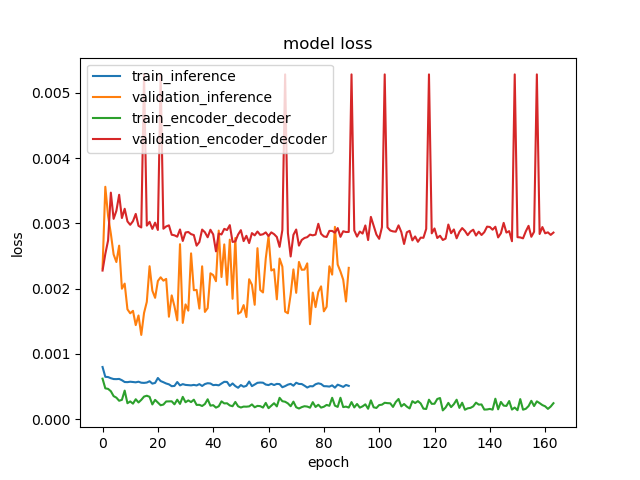 model loss
train_inference
validation_inference
train_encoder_decoder
validation_encoder_decoder
0.005
0.004
0.003
0.002
0.001
0.000
loss
0 20 40 60 80 100 120 140 160
epoch